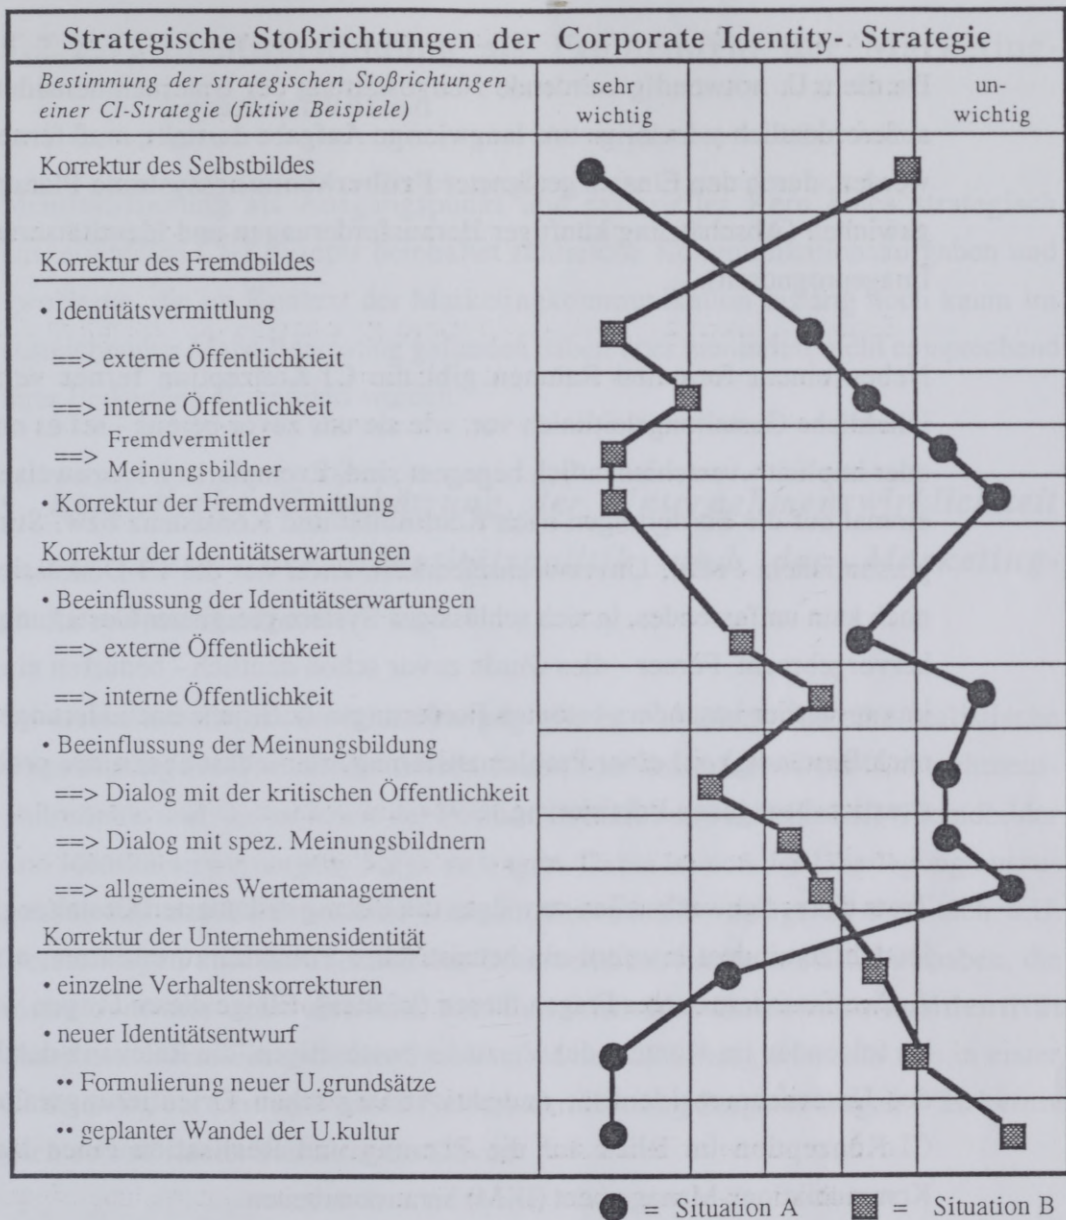 Strategische Stoßrichtungen der Corporate Identity- Strategie
Bestimmung der strategischen Stoßrichtungen
einer CI-Strategie (fiktive Beispiele)
sehr
wichtig
un-
wichtig
Korrektur des Selbstbildes
Korrektur des Fremdbildes
• Identitätsvermittlung
==> externe Öffentlichkieit
==> interne Öffentlichkeit
==> Fremdvermittler
Meinungsbildner
• Korrektur der Fremdvermittlung
Korrektur der Identitätserwartungen
• Beeinflussung der Identitätserwartungen
==> externe Öffentlichkeit
==> interne Öffentlichkeit
• Beeinflussung der Meinungsbildung
==> Dialog mit der kritischen Öffentlichkeit
==> Dialog mit spez. Meinungsbildnern
==> allgemeines Wertemanagement
Korrektur der Unternehmensidentität
• einzelne Verhaltenskorrekturen
• neuer Identitätsentwurf
•• Formulierung neuer U.grundsätze
•• geplanter Wandel der U.kultur
= Situation A
= Situation B